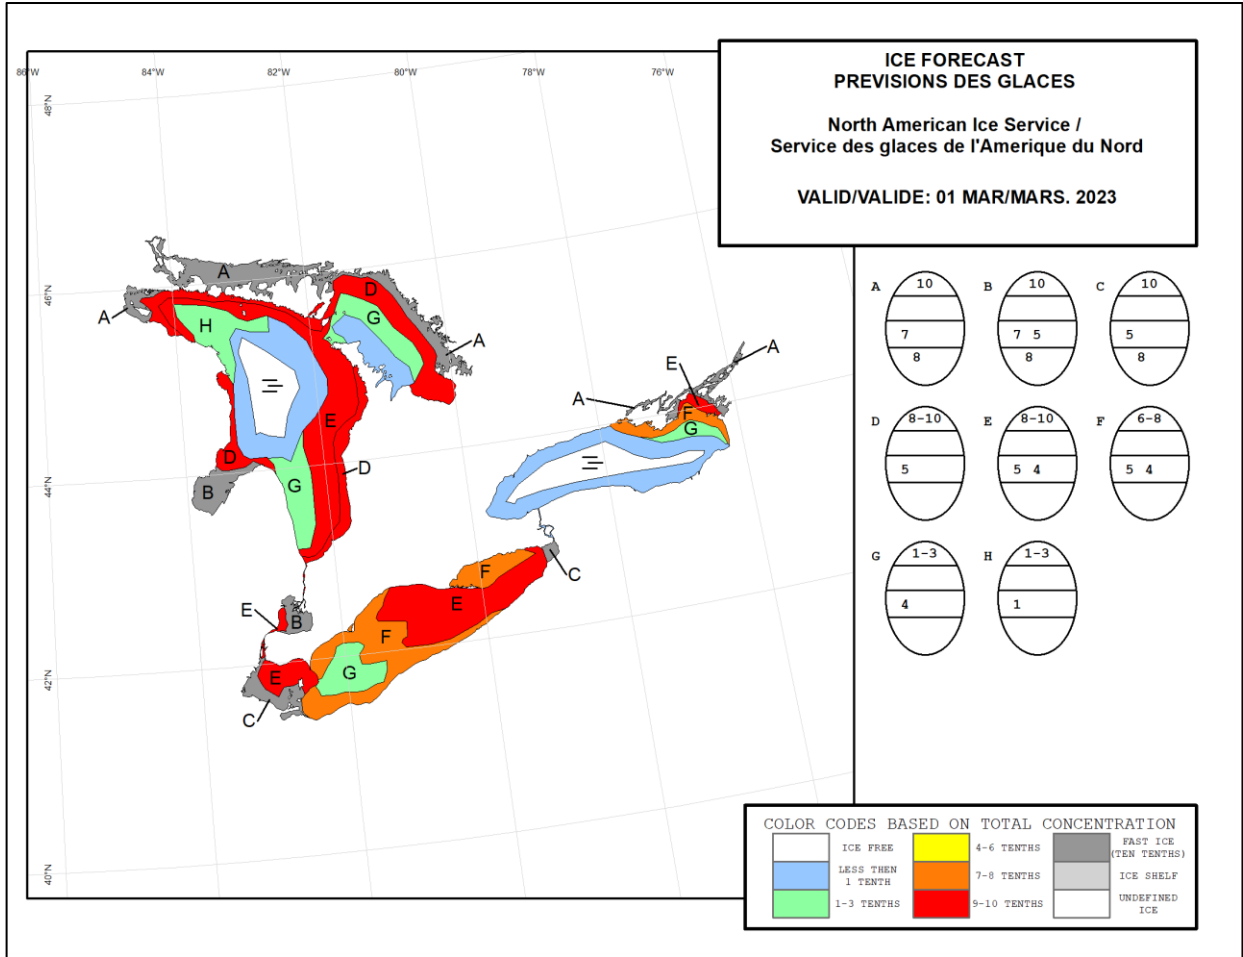 ICE FORECAST
PREVISIONS DES GLACES
North American Ice Service /
Service des glaces de l'Amerique du Nord
VALID/VALIDE: 01 MAR/MARS. 2023
86°W 84°W 82°W 80°W 78°W 76°W
48°N
46°N
44°N
42°N
40°N
A
D
A
H
G
A
E
A
A
F
G
E
D
D
B
G
C
F
E
B
E
F
E
G
C
A 10 B 10 C 10
7 7 5 5
8 8 8
D 8-10 E 8-10 F 6-8
5 5 4 5 4
G 1-3 H 1-3
4 1
COLOR CODES BASED ON TOTAL CONCENTRATION
ICE FREE
LESS THEN
1 TENTH
1-3 TENTHS
4-6 TENTHS
7-8 TENTHS
9-10 TENTHS
FAST ICE
(TEN TENTHS)
ICE SHELF
UNDEFINED
ICE